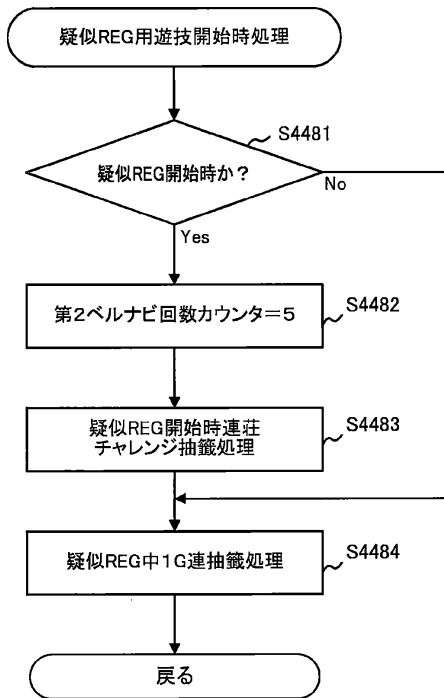 疑似REG用遊技開始時処理
S4481
疑似REG開始時か？
No
Yes
第2ベルナビ回数カウンタ＝5
S4482
疑似REG開始時連荘
チャレンジ抽籤処理
S4483
疑似REG中1G連抽籤処理
S4484
戻る